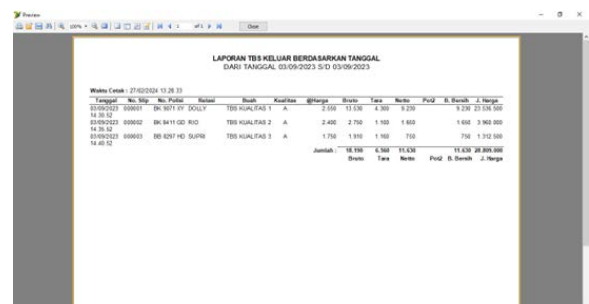 Preview
100%
1 of 1
Close
LAPORAN TBS KELUAR BERDASARKAN TANGGAL
DARI TANGGAL 03/09/2023 S/D 03/09/2023
Waktu Cetak : 27/02/2024 13.28.33
Tanggal No. Slip No. Polisi Relasi Buah Kualitas @Harga Bruto Tara Netto Pot2 B. Bersih J. Harga
03/09/2023 000001 BK 9071 XY DOLLY TBS KUALITAS 1 A 2.550 13.530 4.300 9.230 9.230 23.536.500
14.30.52
03/09/2023 000002 BK 8411 GD RIO TBS KUALITAS 2 A 2.400 2.750 1.100 1.650 1.650 3.960.000
14.35.52
03/09/2023 000003 BB 8297 HD SUPRI TBS KUALITAS 3 A 1.750 1.910 1.160 750 750 1.312.500
14.40.52
Jumlah : 18.190 6.560 11.630 11.630 28.809.000
Bruto Tara Netto Pot2 B. Bersih J. Harga